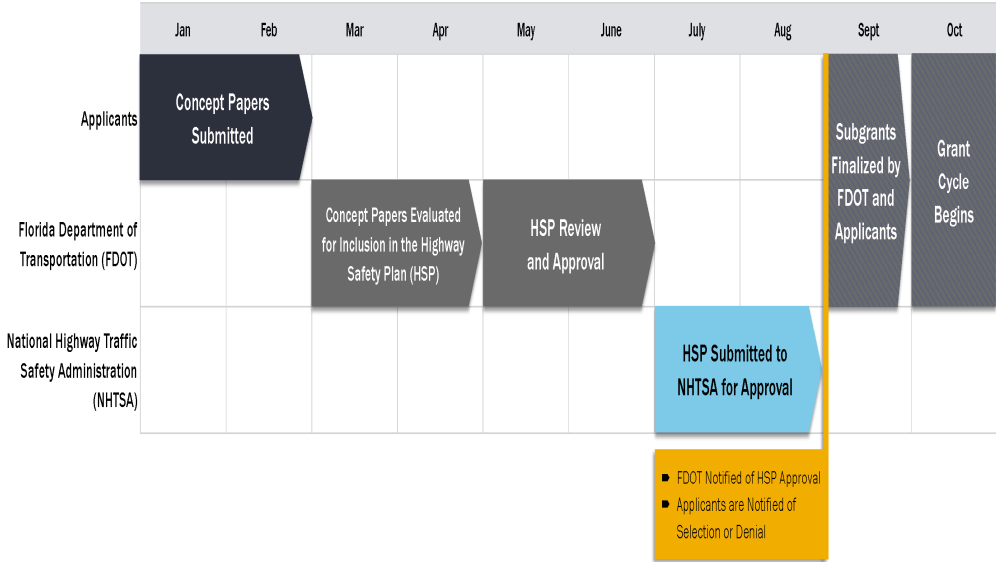 Jan Feb Mar Apr May June July Aug Sept Oct
Applicants
Concept Papers
Submitted
Florida Department of
Transportation (FDOT)
Concept Papers Evaluated
for Inclusion in the Highway
Safety Plan (HSP)
HSP Review
and Approval
Subgrants
Finalized by
FDOT and
Applicants
Grant
Cycle
Begins
National Highway Traffic
Safety Administration
(NHTSA)
HSP Submitted to
NHTSA for Approval
FDOT Notified of HSP Approval
Applicants are Notified of
Selection or Denial